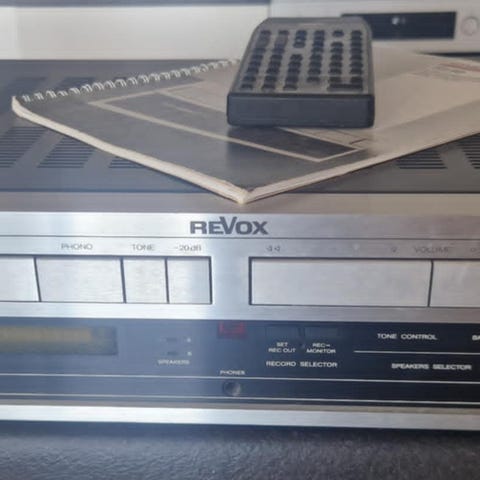 REVOX
PHONO TONE -20dB VOLUME
SET REC OUT
REC- MONITOR
TONE CONTROL
RECORD SELECTOR
SPEAKERS SELECTOR
SPEAKERS
PHONES